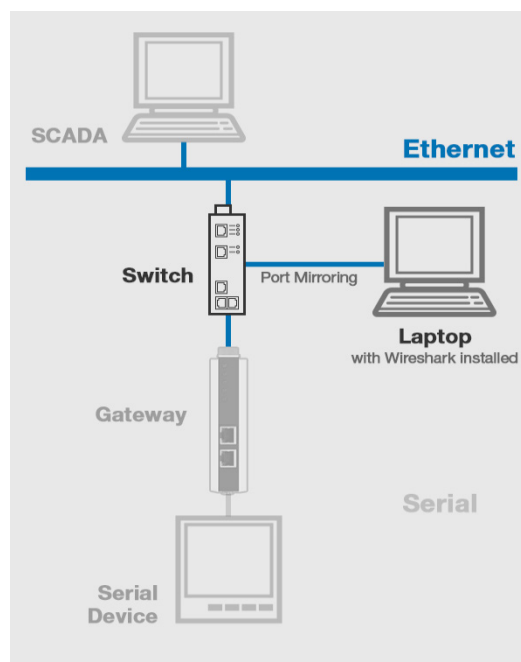 SCADA
Ethernet
Switch
Port Mirroring
Laptop
with Wireshark installed
Gateway
Serial
Serial
Device